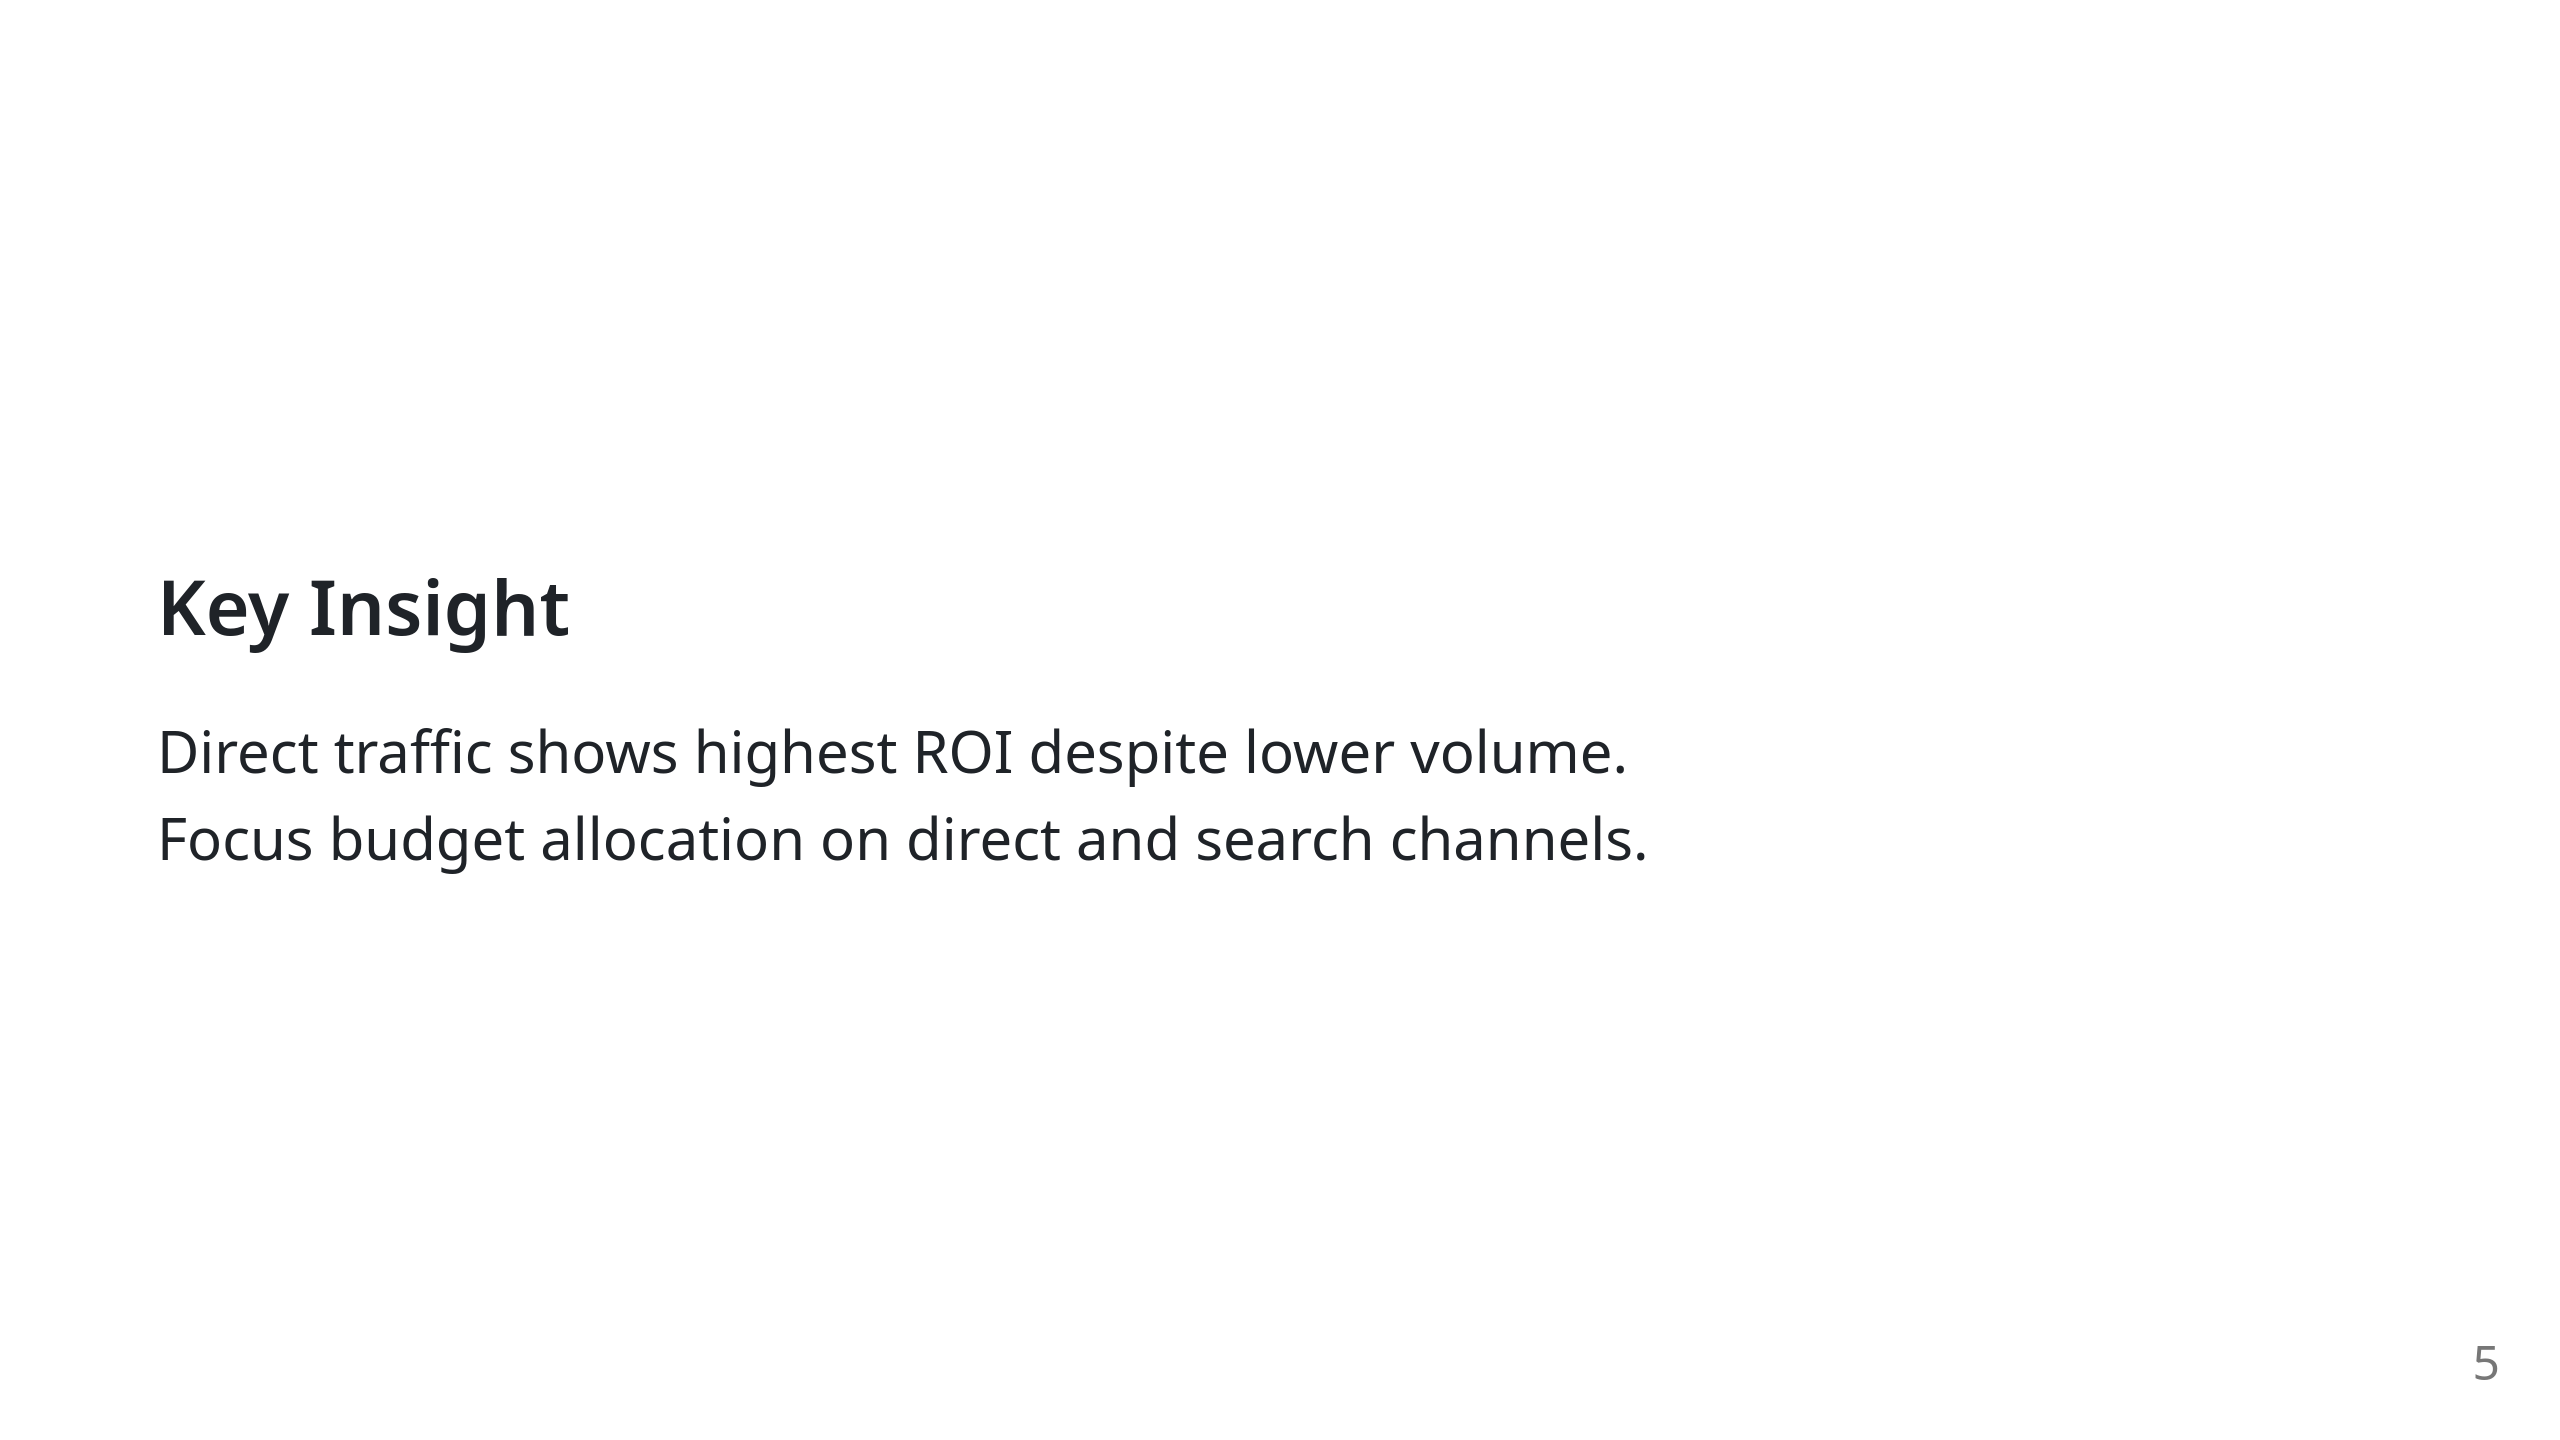 Key Insight
Direct traffic shows highest ROI despite lower volume.
Focus budget allocation on direct and search channels.
5